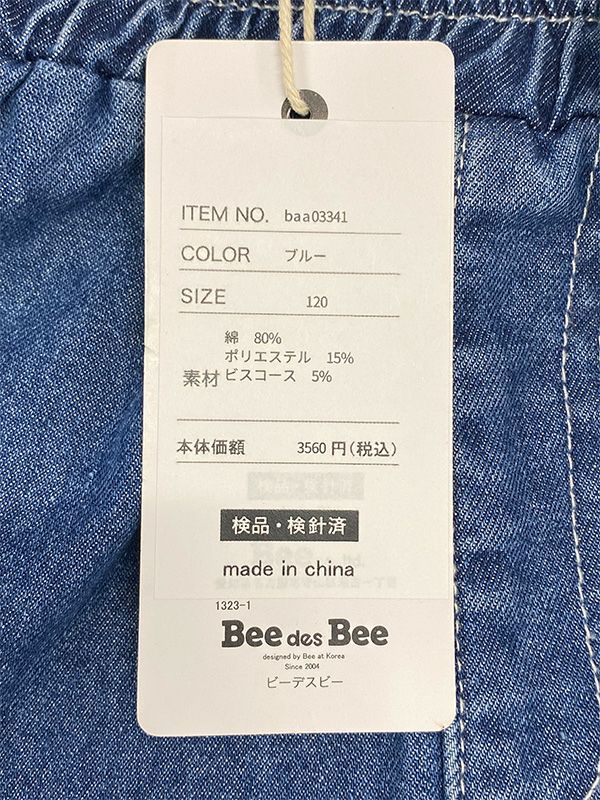 ITEM NO. baa03341
COLOR ブルー
SIZE 120
綿 80%
ポリエステル 15%
素材 ビスコース 5%
本体価額 3560 円(税込)
検品・検針済
made in china
1323-1
Bee des Bee
designed by Bee at Korea
Since 2004
ビーデスビー